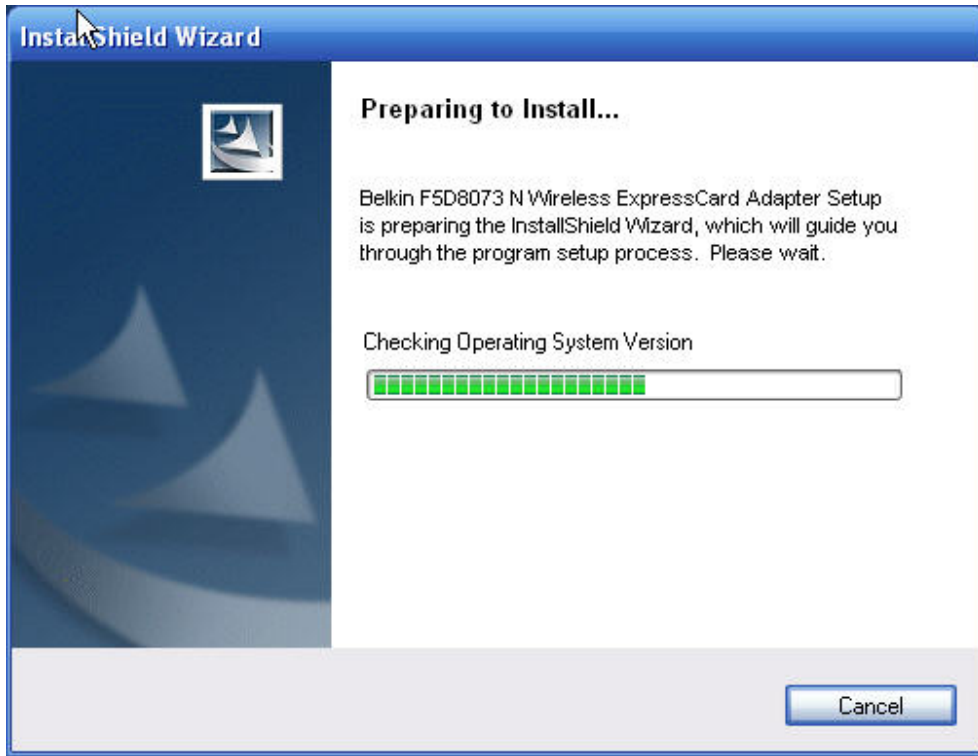 InstallShield Wizard
Preparing to Install...
Belkin F5D8073 N Wireless ExpressCard Adapter Setup
is preparing the InstallShield Wizard, which will guide you
through the program setup process.  Please wait.
Checking Operating System Version
Cancel